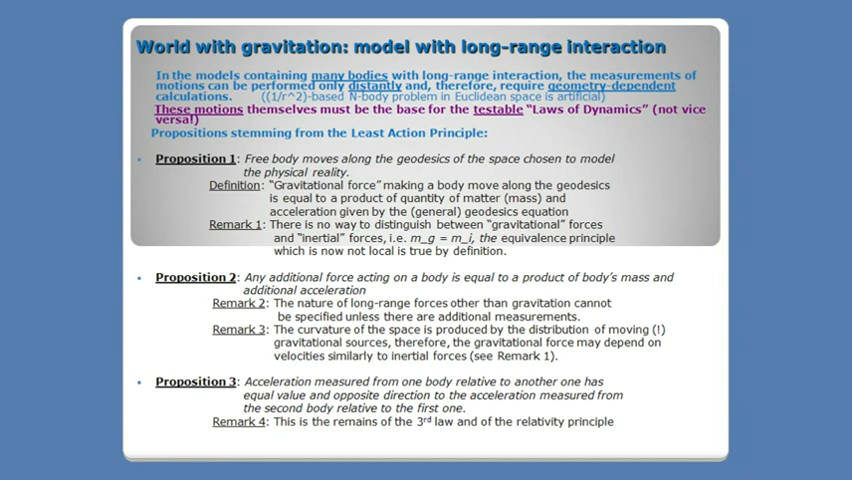 World with gravitation: model with long-range interaction
In the models containing many bodies with long-range interaction, the measurements of
motions can be performed only distantly and, therefore, require geometry-dependent
calculations. ((1/r^2)-based N-body problem in Euclidean space is artificial)
These motions themselves must be the base for the testable “Laws of Dynamics” (not vice
versa!)
Propositions stemming from the Least Action Principle:
• Proposition 1: Free body moves along the geodesics of the space chosen to model
the physical reality.
Definition: “Gravitational force” making a body move along the geodesics
is equal to a product of quantity of matter (mass) and
acceleration given by the (general) geodesics equation
Remark 1: There is no way to distinguish between “gravitational” forces
and “inertial” forces, i.e. m_g = m_i, the equivalence principle
which is now not local is true by definition.
• Proposition 2: Any additional force acting on a body is equal to a product of body’s mass and
additional acceleration
Remark 2: The nature of long-range forces other than gravitation cannot
be specified unless there are additional measurements.
Remark 3: The curvature of the space is produced by the distribution of moving (!)
gravitational sources, therefore, the gravitational force may depend on
velocities similarly to inertial forces (see Remark 1).
• Proposition 3: Acceleration measured from one body relative to another one has
equal value and opposite direction to the acceleration measured from
the second body relative to the first one.
Remark 4: This is the remains of the 3rd law and of the relativity principle